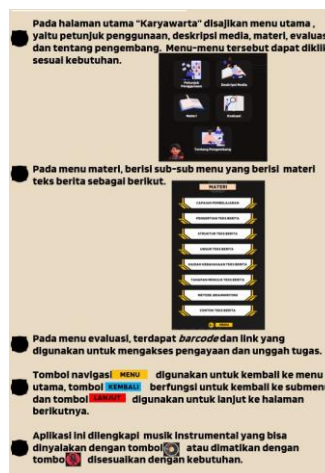 Pada halaman utama “Karyawarta” disajikan menu utama ,
yaitu petunjuk penggunaan, deskripsi media, materi, evaluas
dan tentang pengembang. Menu-menu tersebut dapat diklik
sesuai kebutuhan.
Petunjuk
Penggunaan
Deskripsi Media
Materi
Evaluasi
Tentang Pengembang
Pada menu materi, berisi sub-sub menu yang berisi materi
teks berita sebagai berikut.
MATERI
CAPAIAN PEMBELAJARAN
PENGERTIAN TEKS BERITA
STRUKTUR TEKS BERITA
UNSUR TEKS BERITA
KAIDAH KEBAHASAAN TEKS BERITA
TAHAPAN MENULIS TEKS BERITA
CONTOH TEKS BERITA
MENU
Pada menu evaluasi, terdapat barcode dan link yang
digunakan untuk mengakses pengayaan dan unggah tugas.
Tombol navigasi MENU digunakan untuk kembali ke menu
utama, tombol KEMBALI berfungsi untuk kembali ke submenu
dan tombol LANJUT digunakan untuk lanjut ke halaman
berikutnya.
Aplikasi ini dilengkapi musik instrumental yang bisa
dinyalakan dengan tombol atau dimatikan dengan
tombol disesuaikan dengan kebutuhan.